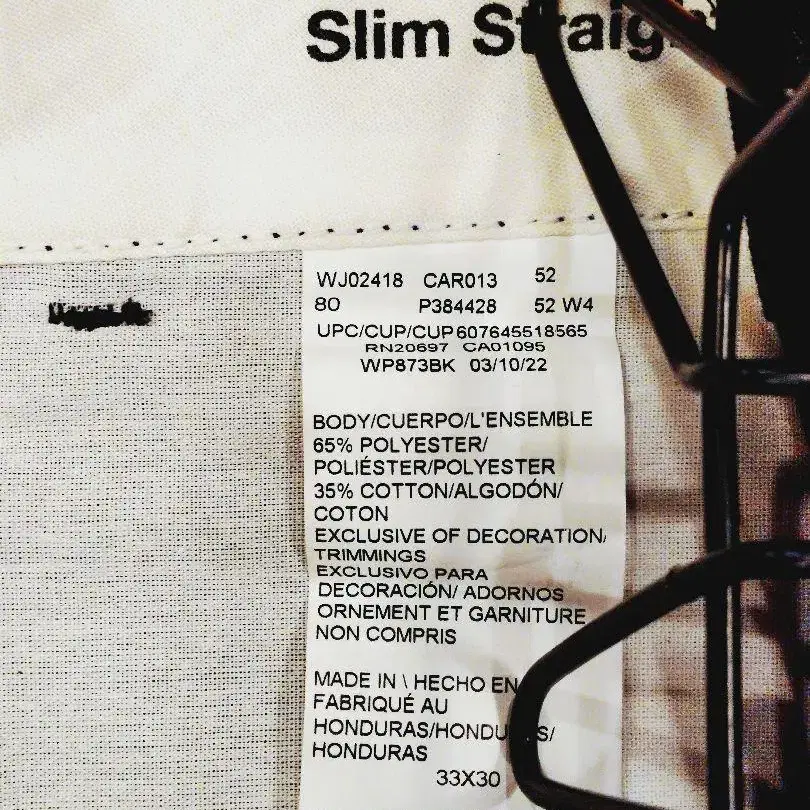 Slim Straig
WJ02418 CAR013 52
80 P384428 52 W4
UPC/CUP/CUP 607645518565
RN20697 CA01095
WP873BK 03/10/22
BODY/CUERPO/L'ENSEMBLE
65% POLYESTER/
POLIÉSTER/POLYESTER
35% COTTON/ALGODÓN/
COTON
EXCLUSIVE OF DECORATION/
TRIMMINGS
EXCLUSIVO PARA
DECORACIÓN/ ADORNOS
ORNEMENT ET GARNITURE
NON COMPRIS
MADE IN \ HECHO EN
FABRIQUÉ AU
HONDURAS/HONDURAS/
HONDURAS
33X30